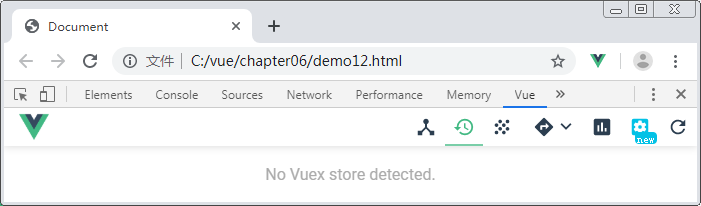 Document
文件 C:/vue/chapter06/demo12.html
Elements Console Sources Network Performance Memory Vue
new
No Vuex store detected.